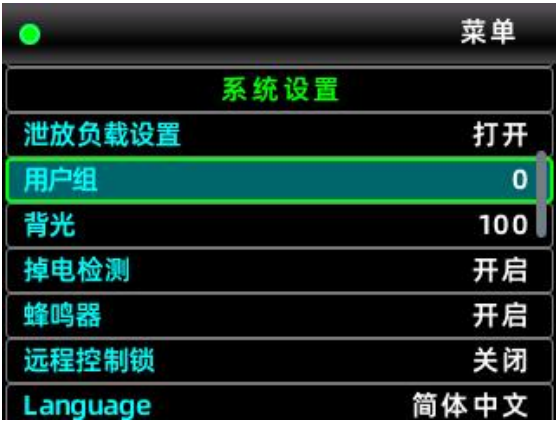 菜单
系统设置
泄放负载设置 打开
用户组 0
背光 100
掉电检测 开启
蜂鸣器 开启
远程控制锁 关闭
Language 简体中文